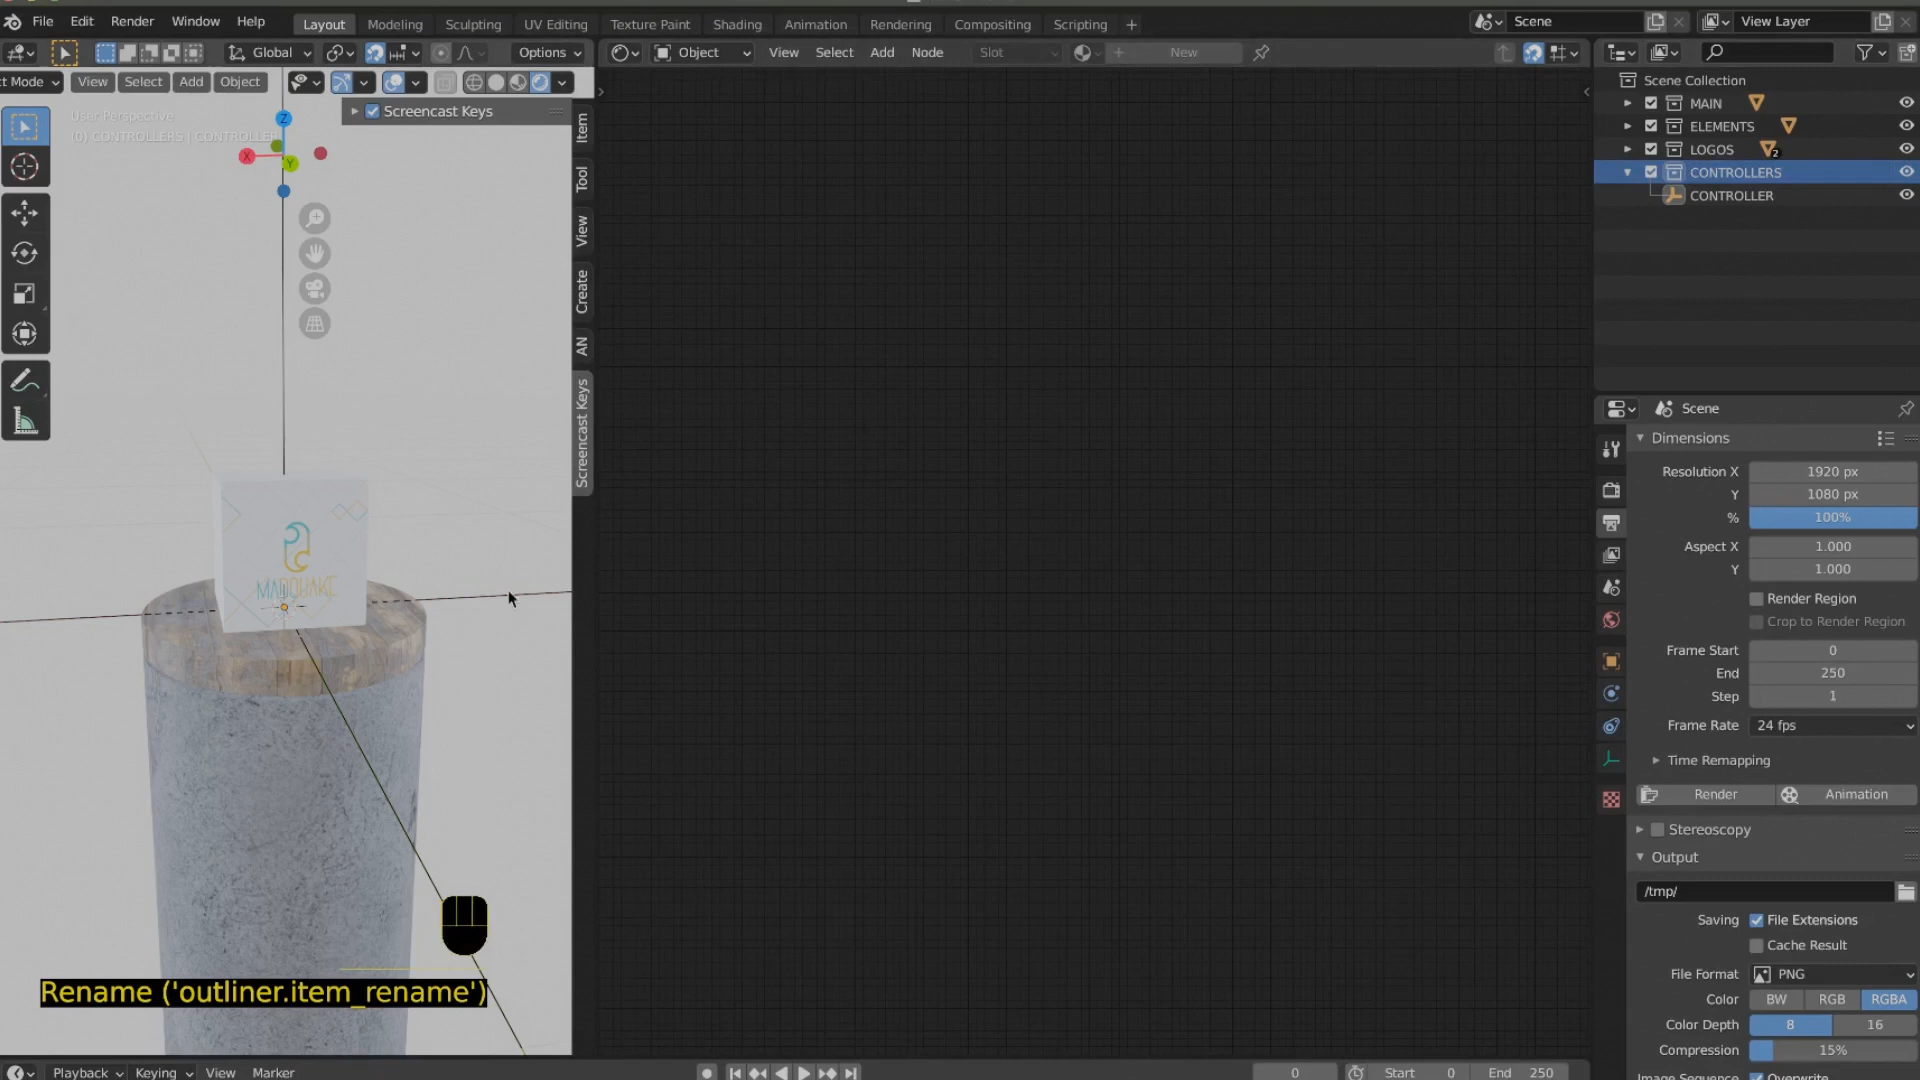 File Edit Render Window Help Layout Modeling Sculpting UV Editing Texture Paint Shading Animation Rendering Compositing Scripting + Scene View Layer
Global Options Object View Select Add Node Slot New
t Mode View Select Add Object
User Perspective
(0) CONTROLLERS | CONTROLLER
Screencast Keys
Z
X
Y
Item
Tool
View
Create
AN
Screencast Keys
MADQUAKE
Rename ('outliner.item_rename')
Scene Collection
MAIN
ELEMENTS
LOGOS 2
CONTROLLERS
CONTROLLER
Scene
Dimensions
Resolution X 1920 px
Y 1080 px
% 100%
Aspect X 1.000
Y 1.000
Render Region
Crop to Render Region
Frame Start 0
End 250
Step 1
Frame Rate 24 fps
Time Remapping
Render Animation
Stereoscopy
Output
/tmp/
Saving File Extensions
Cache Result
File Format PNG
Color BW RGB RGBA
Color Depth 8 16
Compression 15%
Image Sequence Overwrite
Playback Keying View Marker 0 Start 0 End 250